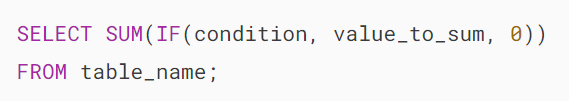 SELECT SUM(IF(condition, value_to_sum, 0))
FROM table_name;